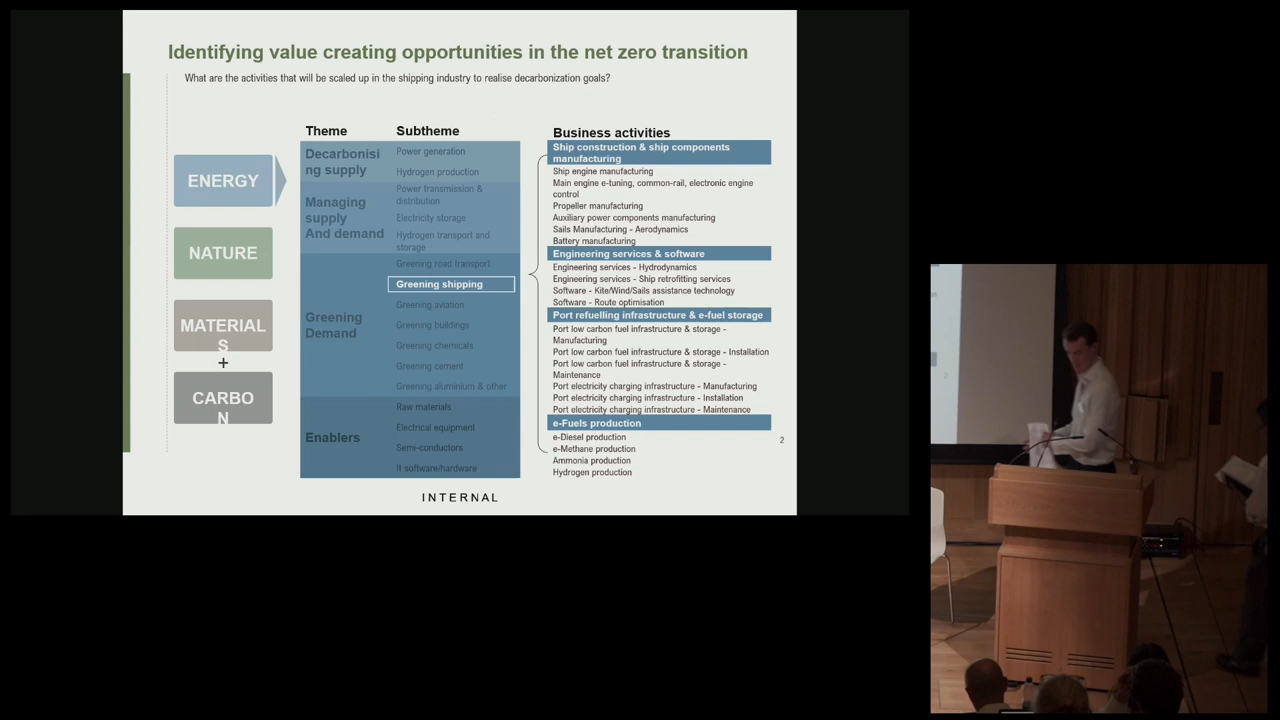 Identifying value creating opportunities in the net zero transition
What are the activities that will be scaled up in the shipping industry to realise decarbonization goals?
ENERGY
NATURE
MATERIAL
S
+
CARBO
N
Theme
Subtheme
Decarbonisi
ng supply
Power generation
Hydrogen production
Managing
supply
And demand
Power transmission &
distribution
Electricity storage
Hydrogen transport and
storage
Greening
Demand
Greening road transport
Greening shipping
Greening aviation
Greening buildings
Greening chemicals
Greening cement
Greening aluminium & other
Enablers
Raw materials
Electrical equipment
Semi-conductors
II software/hardware
Business activities
Ship construction & ship components
manufacturing
Ship engine manufacturing
Main engine e-tuning, common-rail, electronic engine
control
Propeller manufacturing
Auxiliary power components manufacturing
Sails Manufacturing - Aerodynamics
Battery manufacturing
Engineering services & software
Engineering services - Hydrodynamics
Engineering services - Ship retrofitting services
Software - Kite/Wind/Sails assistance technology
Software - Route optimisation
Port refuelling infrastructure & e-fuel storage
Port low carbon fuel infrastructure & storage -
Manufacturing
Port low carbon fuel infrastructure & storage - Installation
Port low carbon fuel infrastructure & storage -
Maintenance
Port electricity charging infrastructure - Manufacturing
Port electricity charging infrastructure - Installation
Port electricity charging infrastructure - Maintenance
e-Fuels production
e-Diesel production
e-Methane production
Ammonia production
Hydrogen production
2
INTERNAL